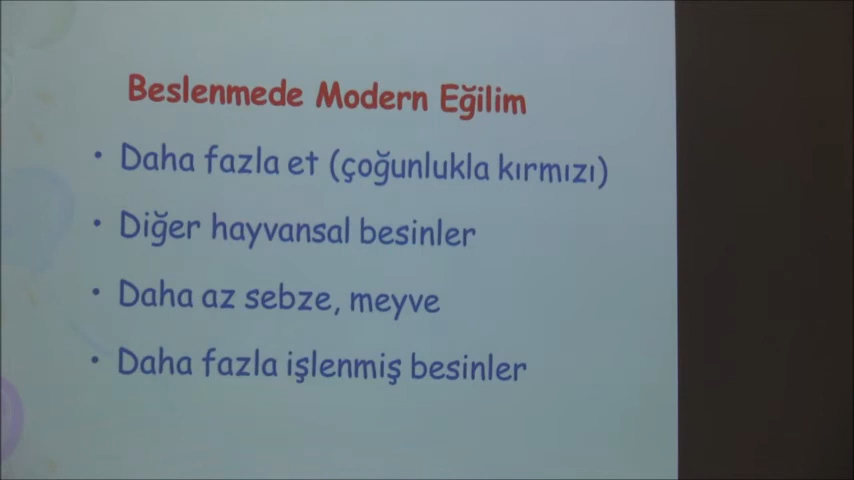 Beslenmede Modern Eğilim
• Daha fazla et (çoğunlukla kırmızı)
• Diğer hayvansal besinler
• Daha az sebze, meyve
• Daha fazla işlenmiş besinler